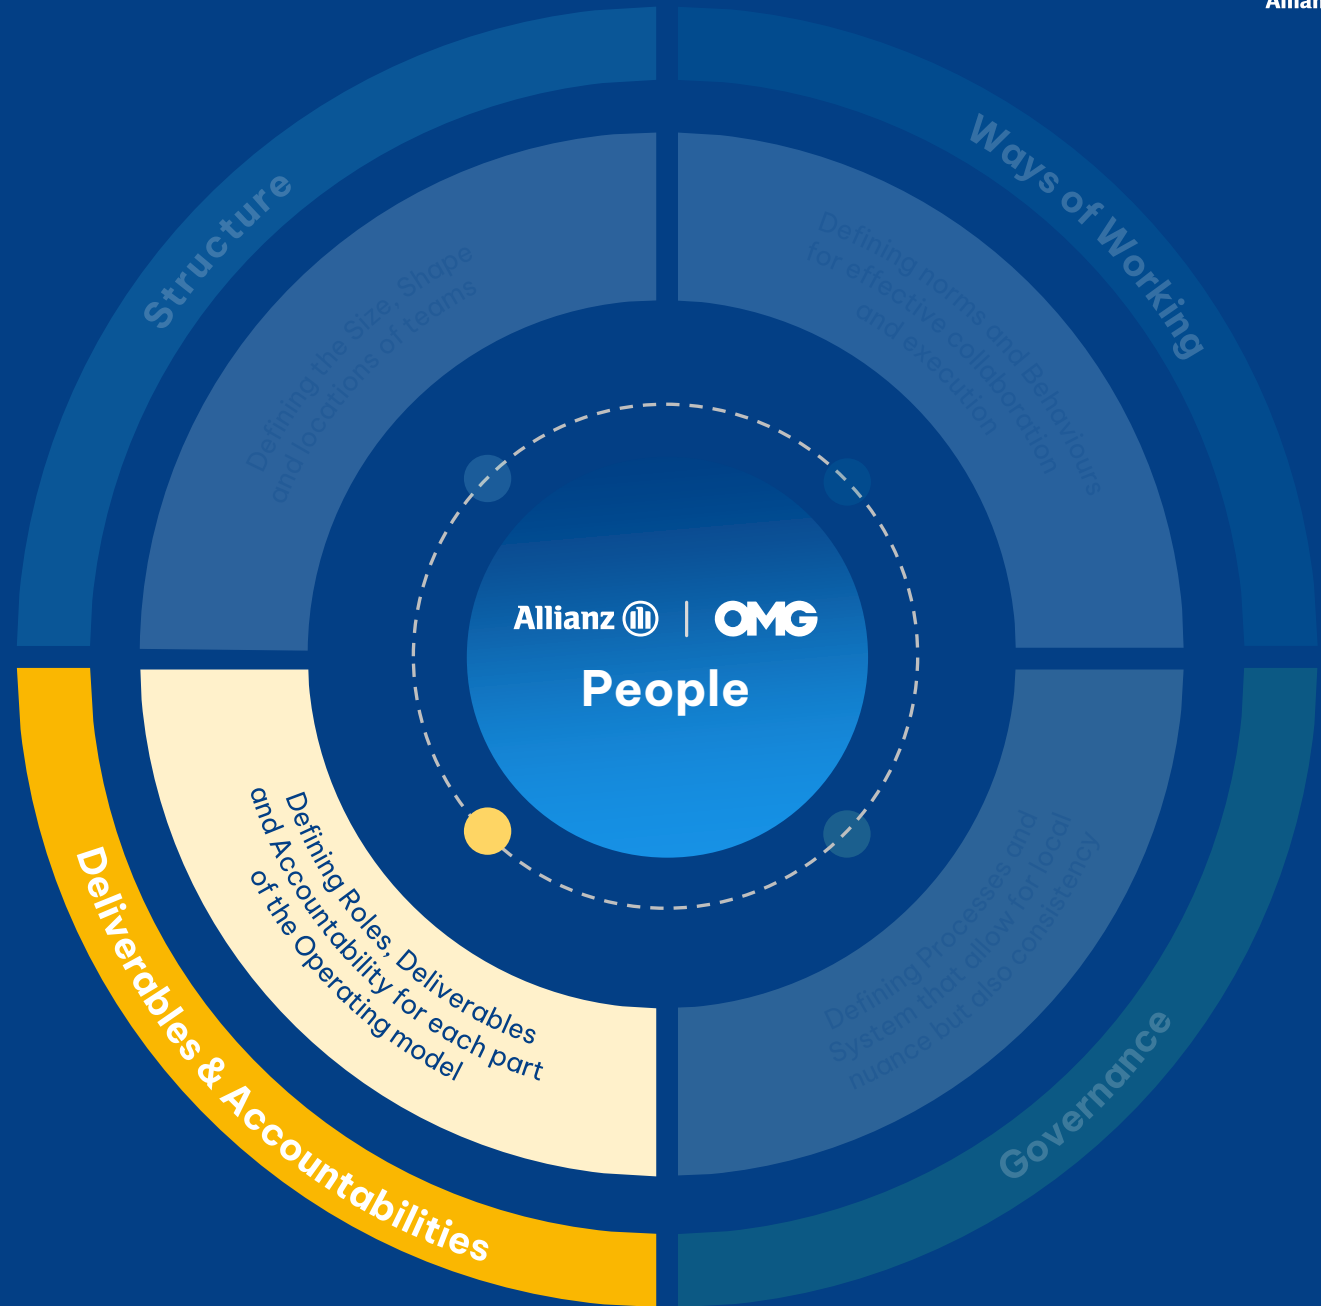 Structure
Defining the Size, Shape
and locations of teams
Ways of Working
Defining norms and Behaviours
for effective collaboration
and execution
Allianz | OMG
People
Defining Roles, Deliverables
and Accountability for each part
of the Operating model
Deliverables & Accountabilities
Defining Processes and
System that allow for local
nuance but also consistency
Governance